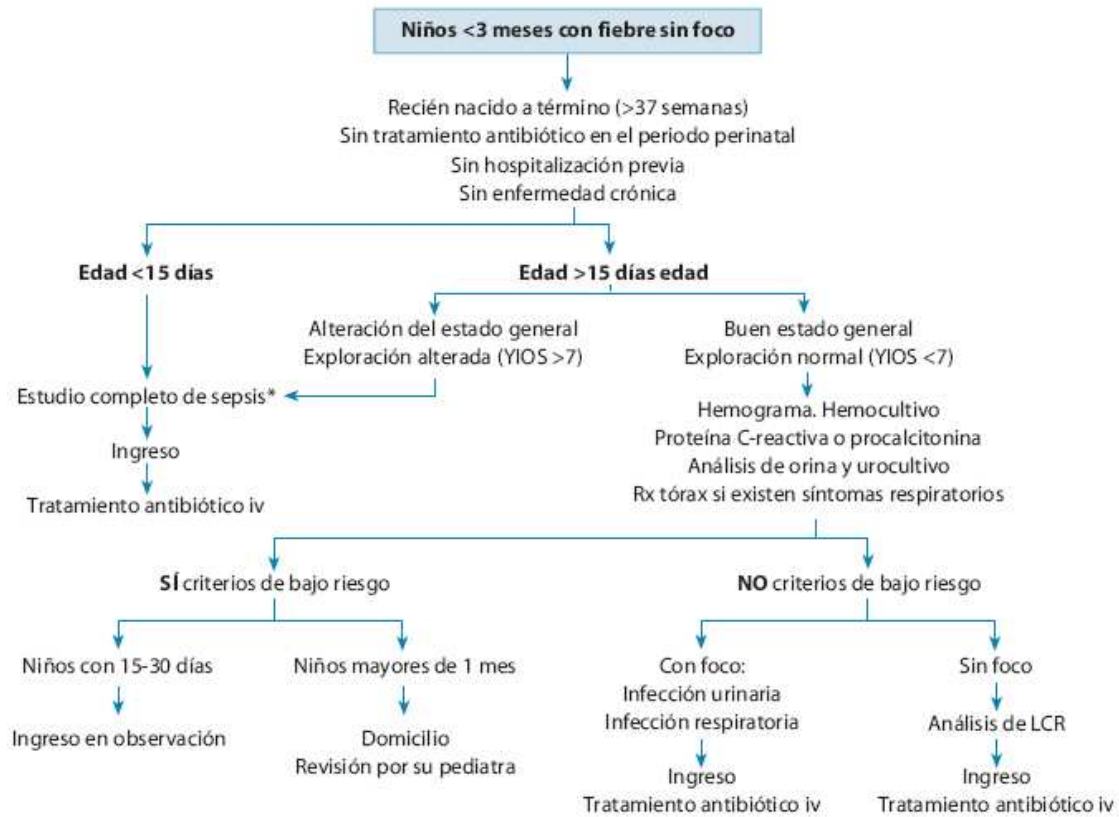 Niños <3 meses con fiebre sin foco
Recién nacido a término (>37 semanas)
Sin tratamiento antibiótico en el periodo perinatal
Sin hospitalización previa
Sin enfermedad crónica
Edad <15 días
Edad >15 días edad
Alteración del estado general
Exploración alterada (YIOS >7)
Buen estado general
Exploración normal (YIOS <7)
Estudio completo de sepsis*
Ingreso
Tratamiento antibiótico iv
Hemograma. Hemocultivo
Proteína C-reactiva o procalcitonina
Análisis de orina y urocultivo
Rx tórax si existen síntomas respiratorios
SÍ criterios de bajo riesgo
NO criterios de bajo riesgo
Niños con 15-30 días
Ingreso en observación
Niños mayores de 1 mes
Domicilio
Revisión por su pediatra
Con foco:
Infección urinaria
Infección respiratoria
Ingreso
Tratamiento antibiótico iv
Sin foco
Análisis de LCR
Ingreso
Tratamiento antibiótico iv